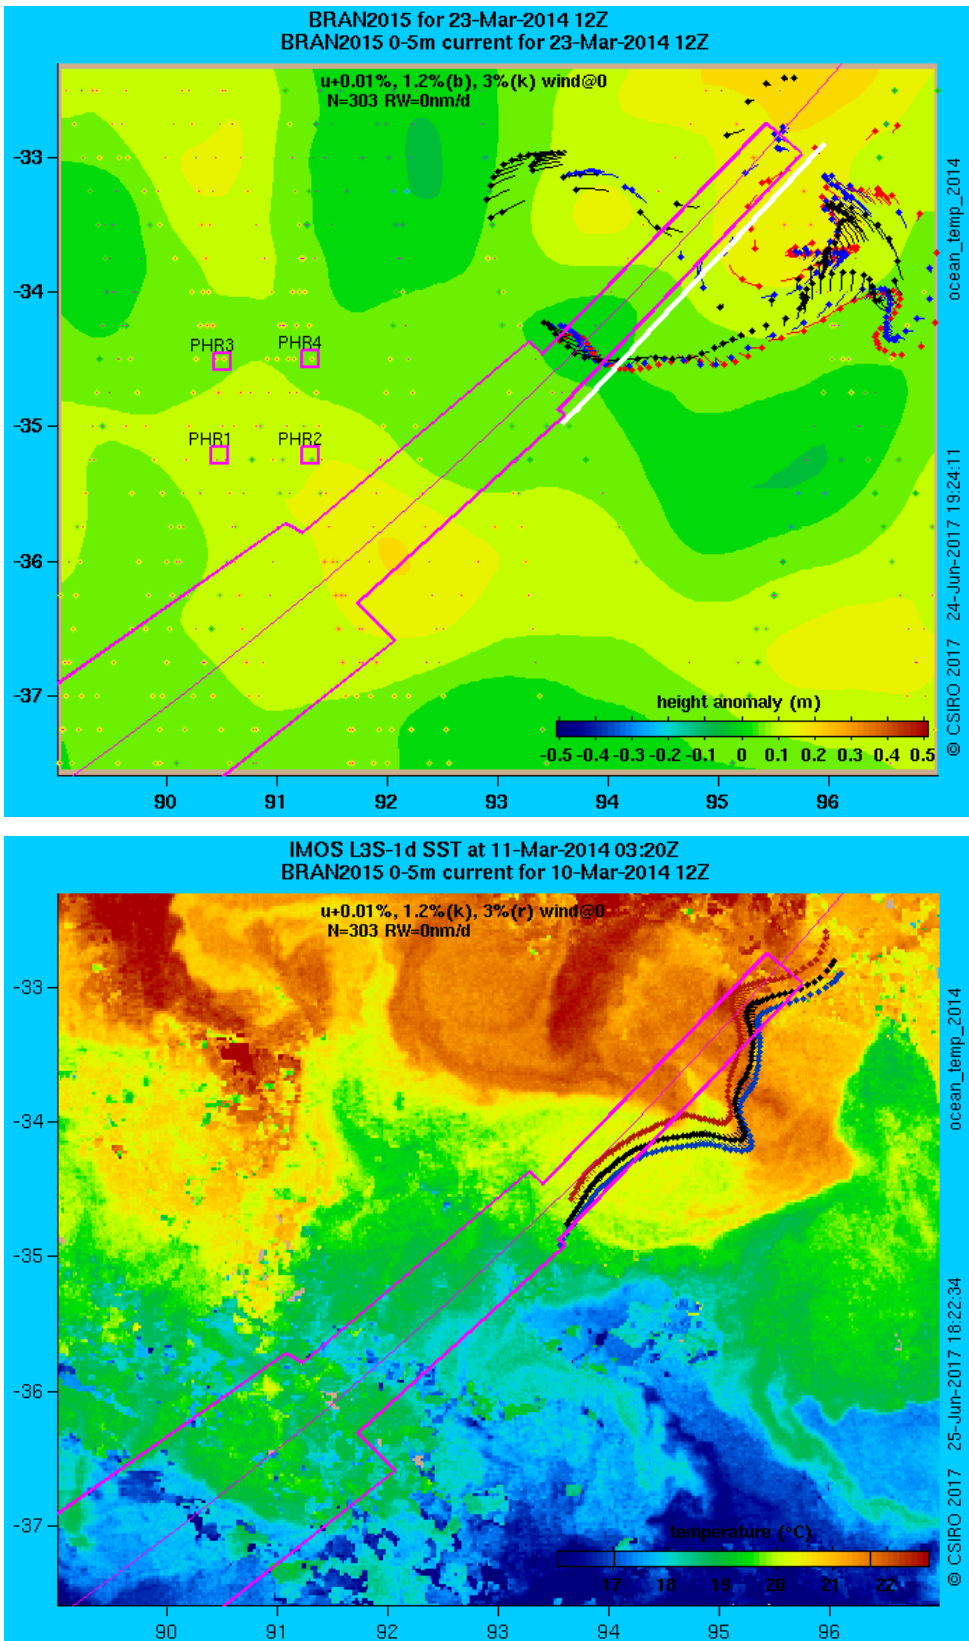 BRAN2015 for 23-Mar-2014 12Z
BRAN2015 0-5m current for 23-Mar-2014 12Z
u+0.01%, 1.2%(b), 3%(k) wind@0
N=303 RW=0nm/d
-33
-34
-35
-36
-37
PHR3
PHR4
PHR1
PHR2
height anomaly (m)
-0.5 -0.4 -0.3 -0.2 -0.1 0 0.1 0.2 0.3 0.4 0.5
90 91 92 93 94 95 96
ocean_temp_2014
© CSIRO 2017 24-Jun-2017 19:24:11
IMOS L3S-1d SST at 11-Mar-2014 03:20Z
BRAN2015 0-5m current for 10-Mar-2014 12Z
u+0.01%, 1.2%(k), 3%(r) wind@0
N=303 RW=0nm/d
-33
-34
-35
-36
-37
temperature (°C)
17 18 19 20 21 22
90 91 92 93 94 95 96
ocean_temp_2014
© CSIRO 2017 25-Jun-2017 18:22:34